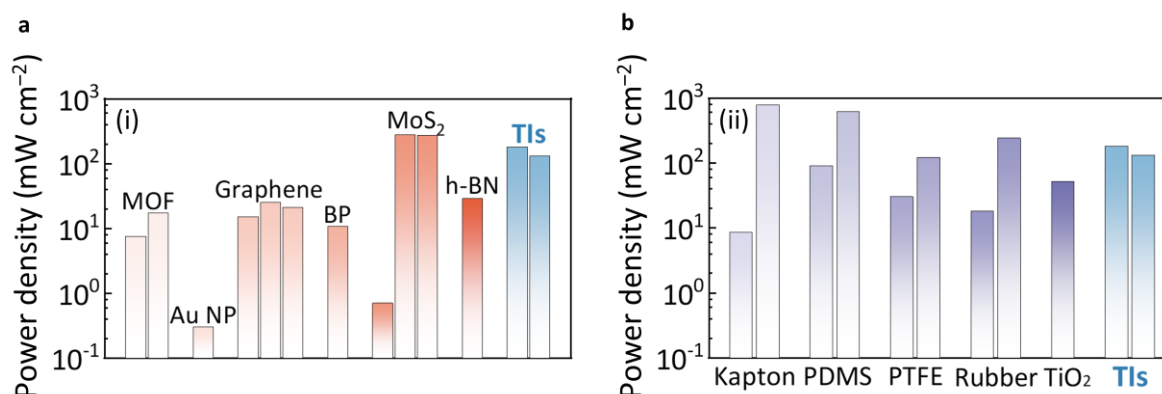 a
Power density (mW cm⁻²)
10³
10²
10¹
10⁰
10⁻¹
(i)
MOF
Au NP
Graphene
BP
MoS₂
h-BN
TIs
b
Power density (mW cm⁻²)
10³
10²
10¹
10⁰
10⁻¹
(ii)
Kapton PDMS PTFE Rubber TiO₂ TIs